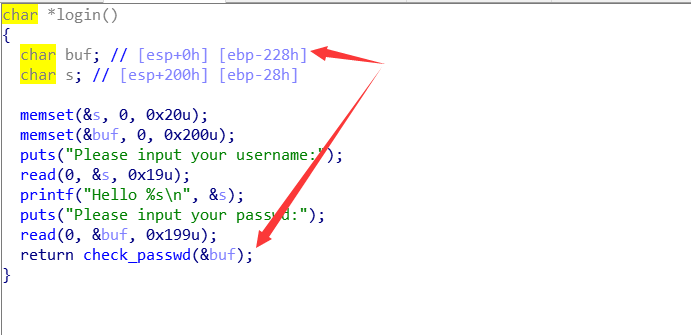 char *login()
{
char buf; // [esp+0h] [ebp-228h]
char s; // [esp+200h] [ebp-28h]
memset(&s, 0, 0x20u);
memset(&buf, 0, 0x200u);
puts("Please input your username:");
read(0, &s, 0x19u);
printf("Hello %s\n", &s);
puts("Please input your passwd:");
read(0, &buf, 0x199u);
return check_passwd(&buf);
}